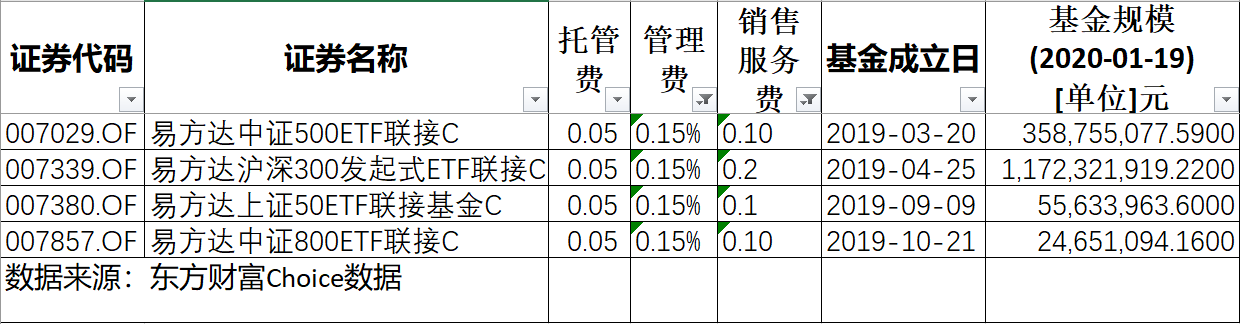 证券代码 证券名称 托管费 管理费 销售服务费 基金成立日 基金规模(2020-01-19)[单位]元
007029.OF 易方达中证500ETF联接C 0.05 0.15% 0.10 2019-03-20 358,755,077.5900
007339.OF 易方达沪深300发起式ETF联接C 0.05 0.15% 0.2 2019-04-25 1,172,321,919.2200
007380.OF 易方达上证50ETF联接基金C 0.05 0.15% 0.1 2019-09-09 55,633,963.6000
007857.OF 易方达中证800ETF联接C 0.05 0.15% 0.10 2019-10-21 24,651,094.1600
数据来源：东方财富Choice数据